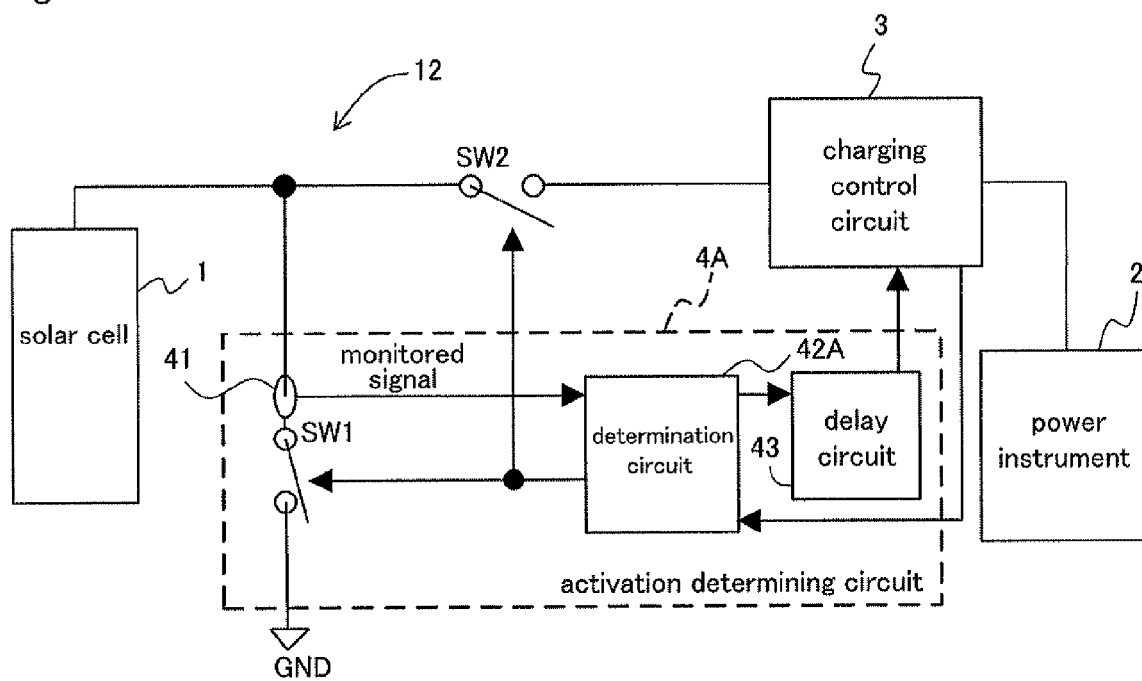 3
12
charging
control
circuit
SW2
4A
1
2
solar cell
monitored
signal
42A
41
SW1
determination
circuit
delay
circuit
43
power
instrument
activation determining circuit
GND